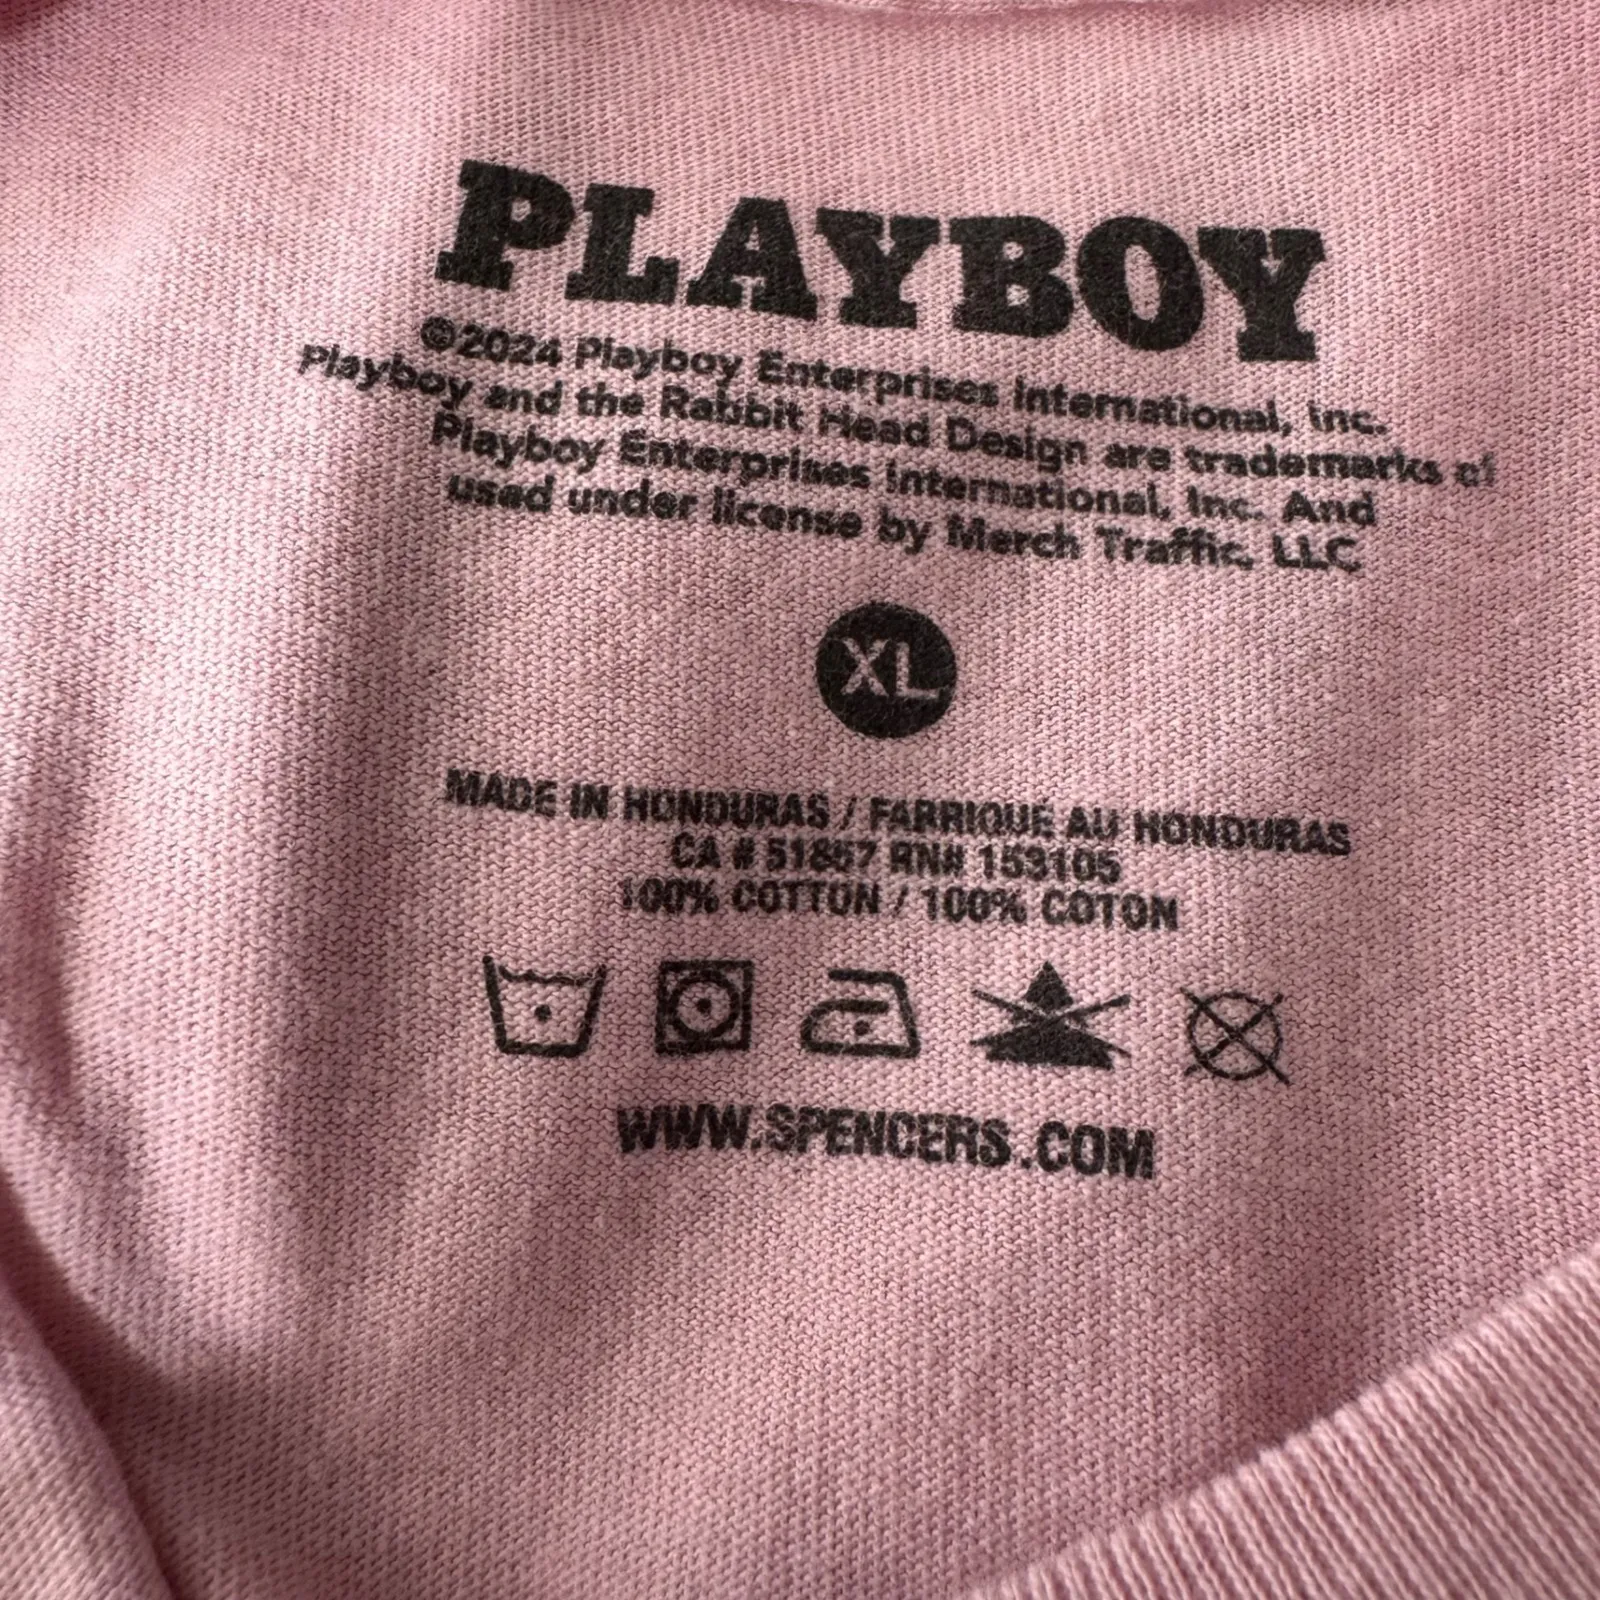 PLAYBOY
©2024 Playboy Enterprises International, Inc.
Playboy and the Rabbit Head Design are trademarks of
Playboy Enterprises International, Inc. And
used under license by Merch Traffic, LLC
XL
MADE IN HONDURAS / FABRIQUÉ AU HONDURAS
CA # 51867 RN# 153105
100% COTTON / 100% COTON
WWW.SPENCERS.COM